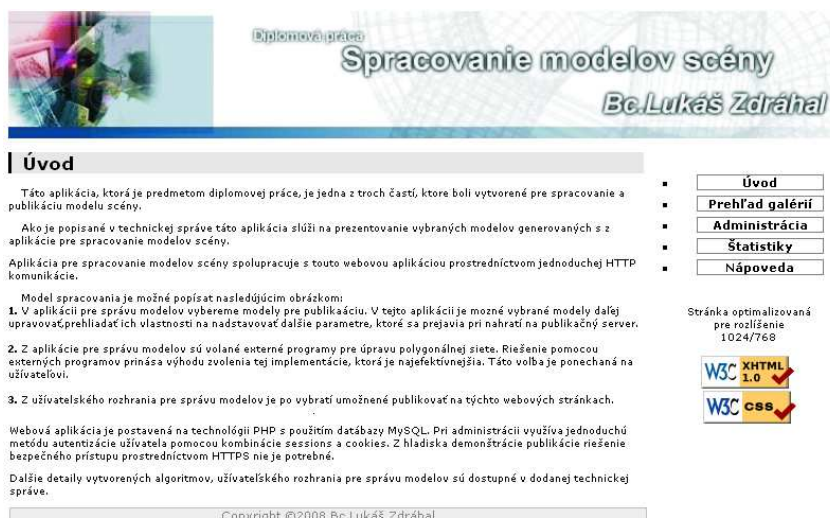 Diplomová práca
Spracovanie modelov scény
Bc.Lukáš Zdráhal
Úvod
Táto aplikácia, ktorá je predmetom diplomovej práce, je jedna z troch častí, ktore boli vytvorené pre spracovanie a
publikáciu modelu scény.
Ako je popísané v technickej správe táto aplikácia slúži na prezentovanie vybraných modelov generovaných s z
aplikácie pre spracovanie modelov scény.
Aplikácia pre spracovanie modelov scény spolupracuje s touto webovou aplikáciou prostredníctvom jednoduchej HTTP
komunikácie.
Model spracovania je možné popísat nasledújúcim obrázkom:
1. V aplikácii pre správu modelov vybereme modely pre publikaáciu. V tejto aplikácii je mozné vybrané modely daľej
upravovať,prehliadať ich vlastnosti na nadstavovať dalšie parametre, ktoré sa prejavia pri nahratí na publikačný server.
2. Z aplikácie pre správu modelov sú volané externé programy pre úpravu polygonálnej siete. Riešenie pomocou
externých programov prináša výhodu zvolenia tej implementácie, ktorá je najefektívnejšia. Táto voľba je ponechaná na
užívateľovi.
3. Z užívatelského rozhrania pre správu modelov je po vybratí umožnené publikovať na týchto webových stránkach.
Webová aplikácia je postavená na technológii PHP s použitím databázy MySQL. Pri administrácii využíva jednoduchú
metódu autentizácie užívatela pomocou kombinácie sessions a cookies. Z hladiska demonštrácie publikácie riešenie
bezpečného prístupu prostredníctvom HTTPS nie je potrebné.
Dalšie detaily vytvorených algoritmov, užívateľského rozhrania pre správu modelov sú dostupné v dodanej technickej
správe.
Copyright ©2008 Bc.Lukáš Zdráhal
Úvod
Prehľad galérií
Administrácia
Štatistiky
Nápoveda
Stránka optimalizovaná
pre rozlíšenie
1024/768
W3C XHTML 1.0
W3C css